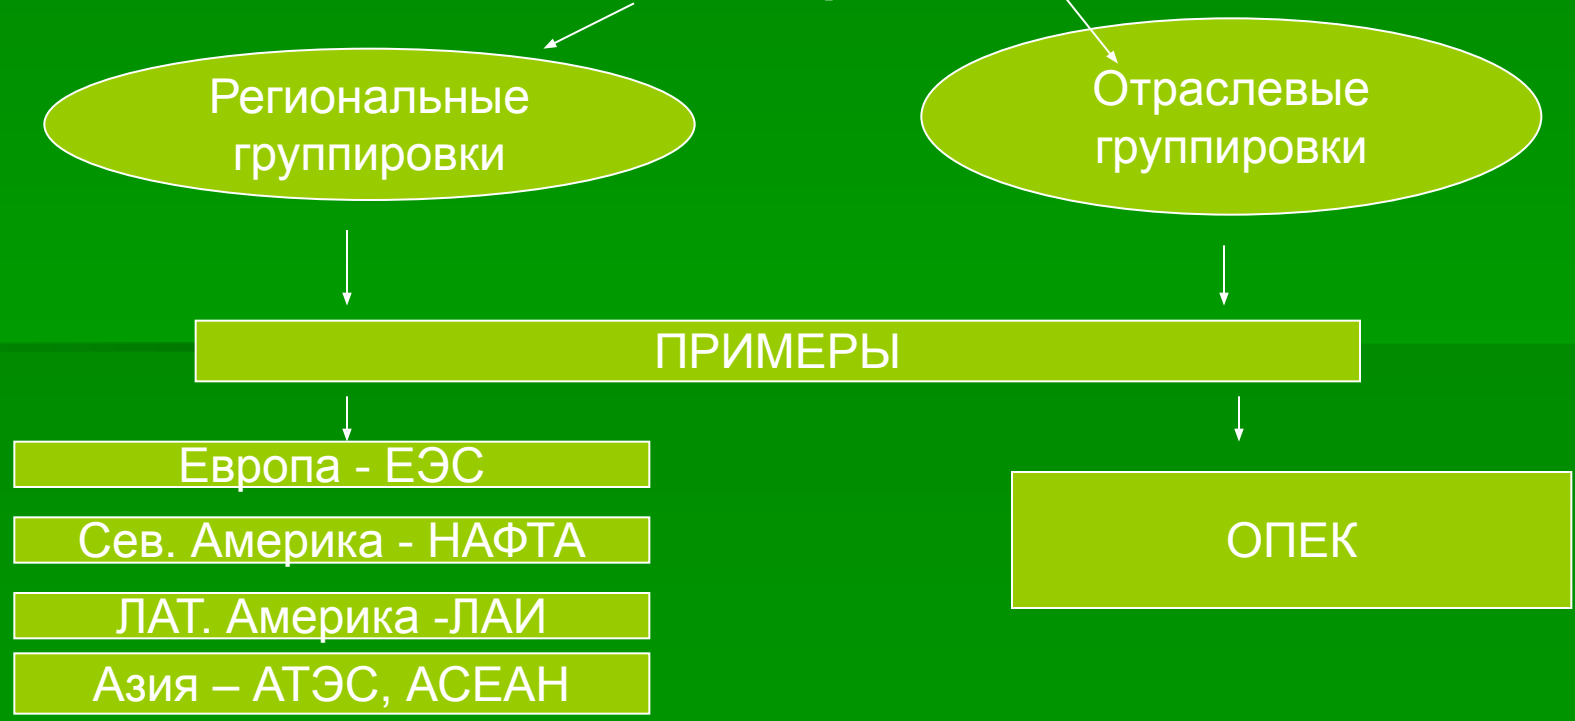 Региональные
группировки
Отраслевые
группировки
ПРИМЕРЫ
Европа - ЕЭС
Сев. Америка - НАФТА
ЛАТ. Америка -ЛАИ
Азия – АТЭС, АСЕАН
ОПЕК